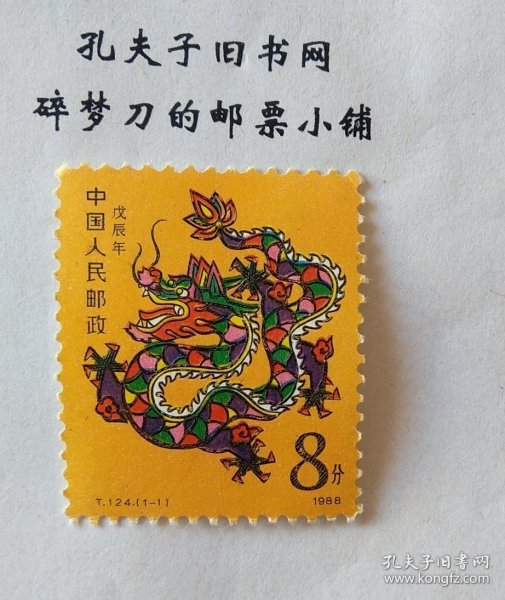 孔夫子旧书网
碎梦刀的邮票小铺
中国人民邮政
戊辰年
8分
T.124.(1-1)
1988
孔夫子旧書网
www.kongfz.com